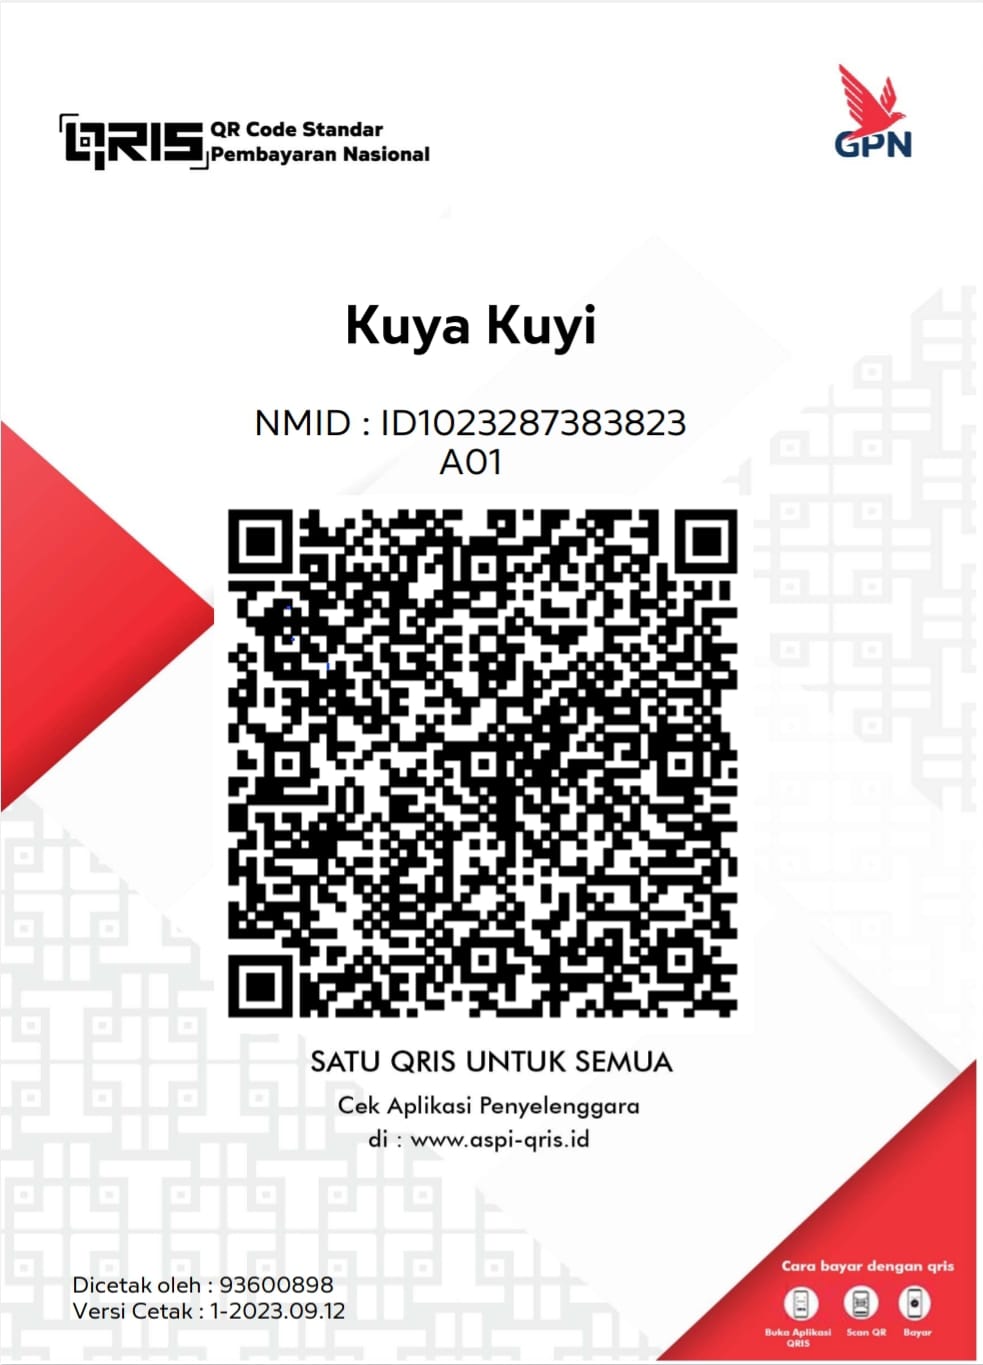 QRIS
QR Code Standar
Pembayaran Nasional
GPN
Kuya Kuyi
NMID : ID1023287383823
A01
SATU QRIS UNTUK SEMUA
Cek Aplikasi Penyelenggara
di : www.aspi-qris.id
Dicetak oleh : 93600898
Versi Cetak : 1-2023.09.12
Cara bayar dengan qris
Buka Aplikasi
QRIS
Scan QR
Bayar